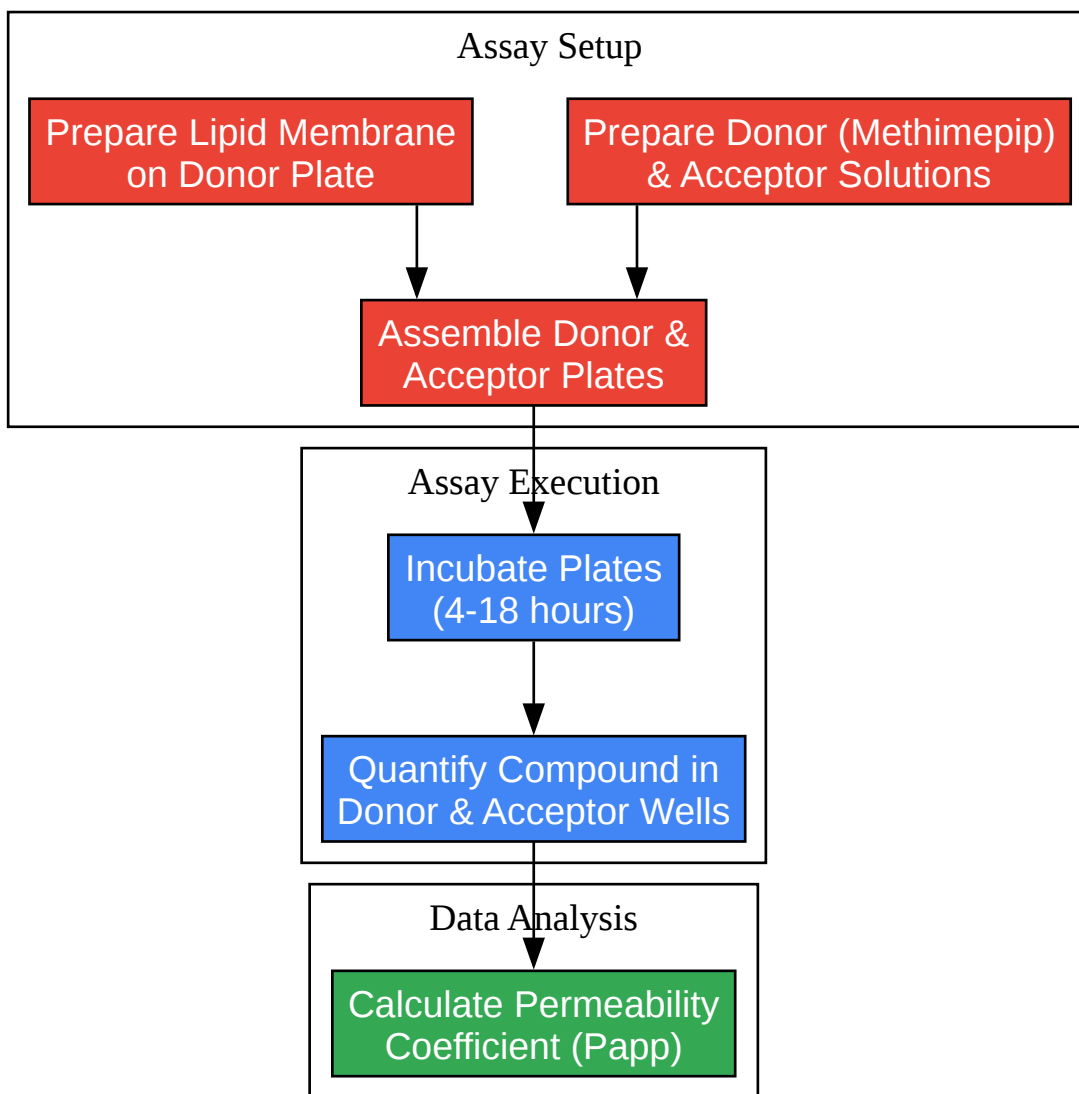 Assay Setup
Prepare Lipid Membrane
on Donor Plate
Prepare Donor (Methimepip)
& Acceptor Solutions
Assemble Donor &
Acceptor Plates
Assay Execution
Incubate Plates
(4-18 hours)
Quantify Compound in
Donor & Acceptor Wells
Data Analysis
Calculate Permeability
Coefficient (Papp)